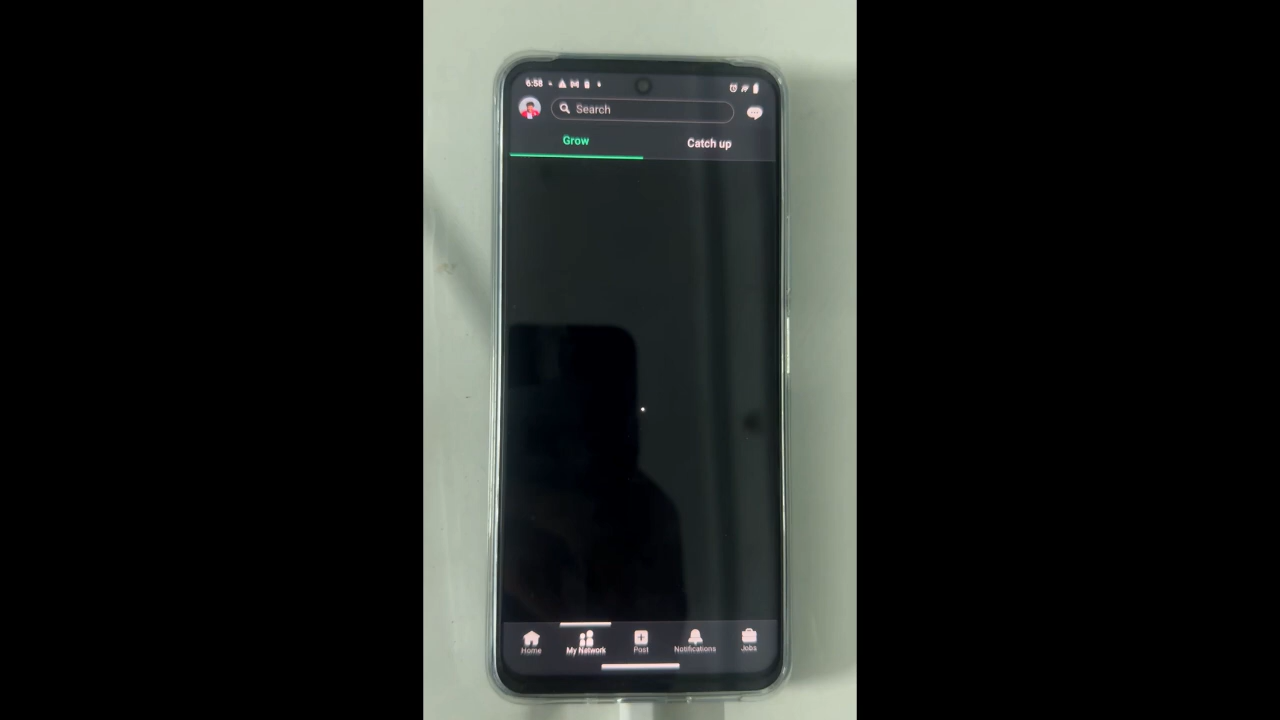 6:58
Search
Grow
Catch up
Home
My Network
Post
Notifications
Jobs